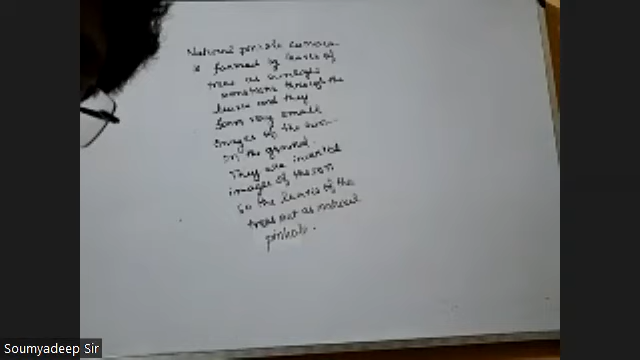 Natural pinhole camera
is formed by leaves of
trees as sunlight
sometimes through the
leaves and they
form very small
images of the sun
on the ground.
They are inverted
images of the sun
So the leaves of the
trees act as natural
pinhole.
Soumyadeep Sir